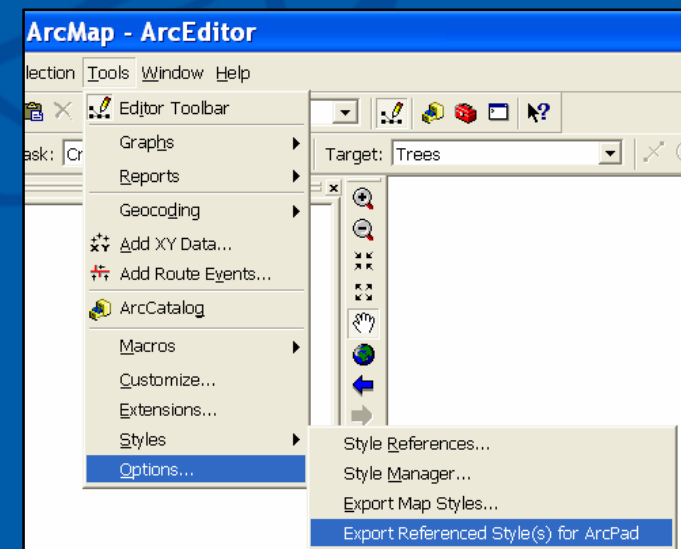 ArcMap - ArcEditor
lection Tools Window Help
Editor Toolbar
ask: Cr
Target: Trees
Graphs
Reports
Geocoding
Add XY Data...
Add Route Events...
ArcCatalog
Macros
Customize...
Extensions...
Styles
Options...
Style References...
Style Manager...
Export Map Styles...
Export Referenced Style(s) for ArcPad